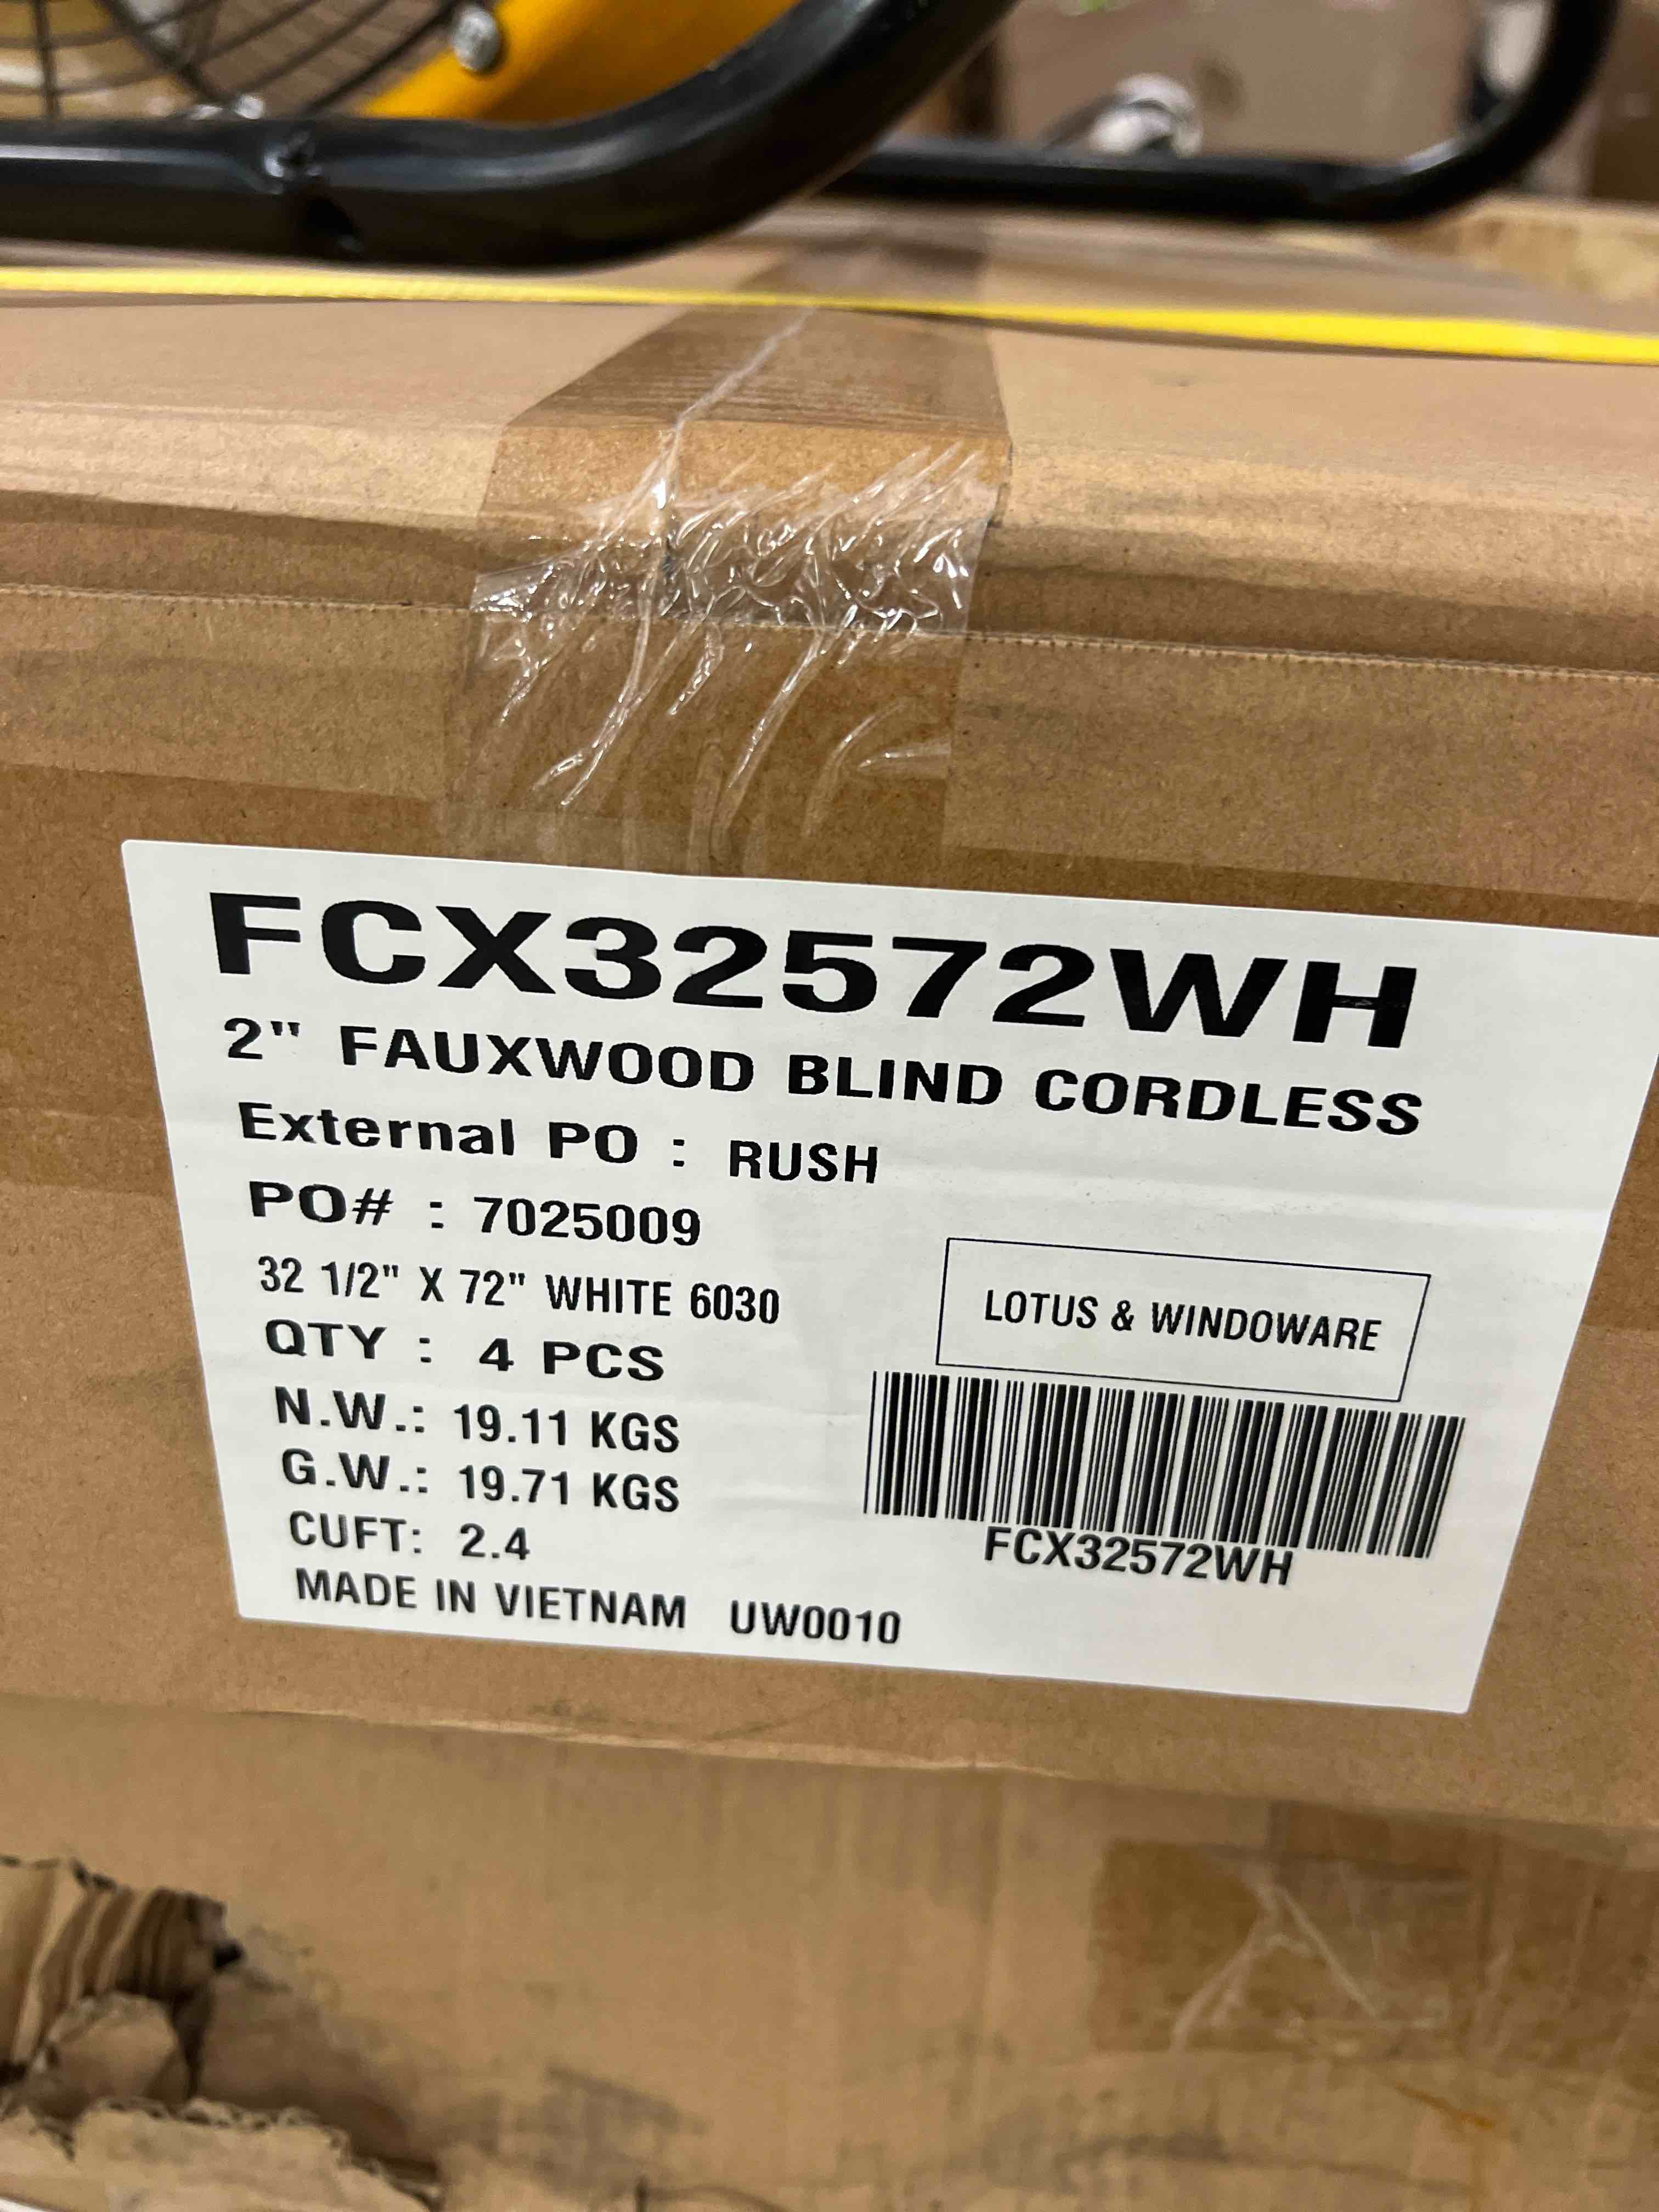 FCX32572WH
2" FAUXWOOD BLIND CORDLESS
External PO : RUSH
PO# : 7025009
32 1/2" X 72" WHITE 6030
QTY : 4 PCS
N.W.: 19.11 KGS
G.W.: 19.71 KGS
CUFT: 2.4
MADE IN VIETNAM UW0010
LOTUS & WINDOWARE
FCX32572WH